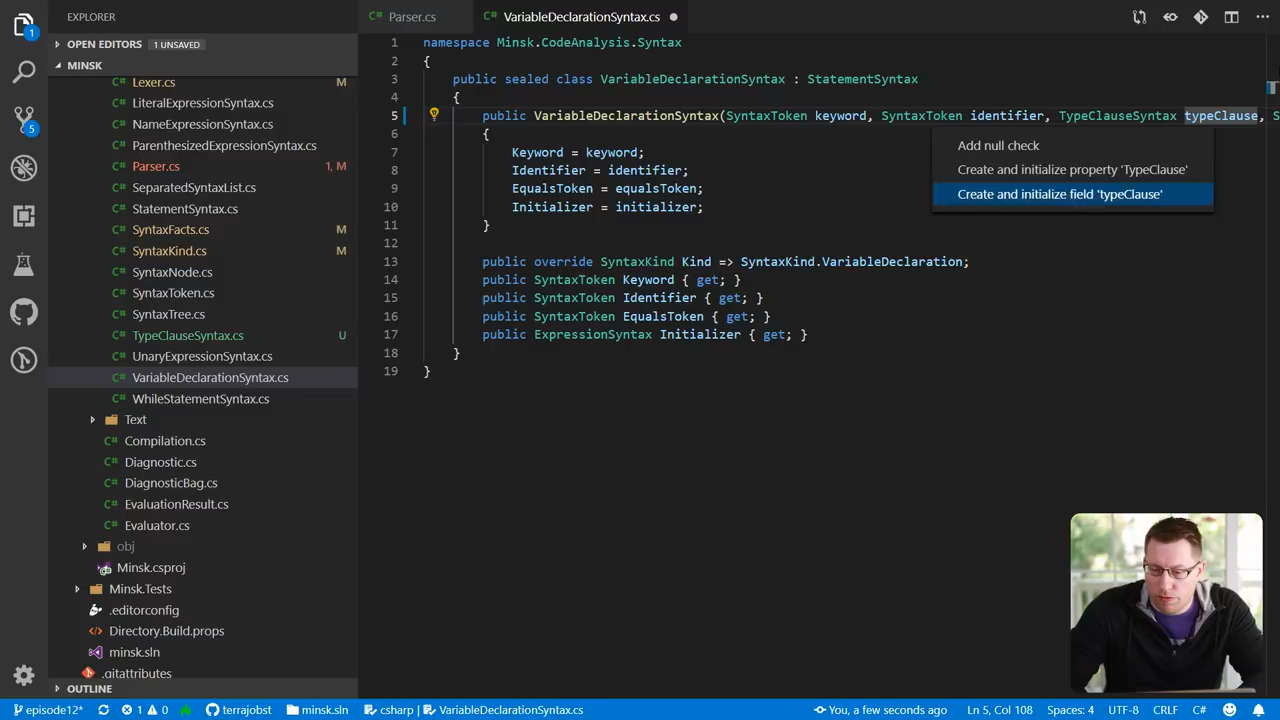 EXPLORER
Parser.cs
VariableDeclarationSyntax.cs
OPEN EDITORS 1 UNSAVED
MINSK
Lexer.cs M
LiteralExpressionSyntax.cs
NameExpressionSyntax.cs
ParenthesizedExpressionSyntax.cs
Parser.cs 1, M
SeparatedSyntaxList.cs
StatementSyntax.cs
SyntaxFacts.cs M
SyntaxKind.cs M
SyntaxNode.cs
SyntaxToken.cs
SyntaxTree.cs
TypeClauseSyntax.cs U
UnaryExpressionSyntax.cs
VariableDeclarationSyntax.cs
WhileStatementSyntax.cs
Text
Compilation.cs
Diagnostic.cs
DiagnosticBag.cs
EvaluationResult.cs
Evaluator.cs
obj
Minsk.csproj
Minsk.Tests
.editorconfig
Directory.Build.props
minsk.sln
.gitattributes
OUTLINE
1
5
1 namespace Minsk.CodeAnalysis.Syntax
2 {
3 public sealed class VariableDeclarationSyntax : StatementSyntax
4 {
5 public VariableDeclarationSyntax(SyntaxToken keyword, SyntaxToken identifier, TypeClauseSyntax typeClause, S
6 {
7 Keyword = keyword;
8 Identifier = identifier;
9 EqualsToken = equalsToken;
10 Initializer = initializer;
11 }
12
13 public override SyntaxKind Kind => SyntaxKind.VariableDeclaration;
14 public SyntaxToken Keyword { get; }
15 public SyntaxToken Identifier { get; }
16 public SyntaxToken EqualsToken { get; }
17 public ExpressionSyntax Initializer { get; }
18 }
19 }
Add null check
Create and initialize property 'TypeClause'
Create and initialize field 'typeClause'
episode12* 1 0 terrajobst minsk.sln csharp | VariableDeclarationSyntax.cs You, a few seconds ago Ln 5, Col 108 Spaces: 4 UTF-8 CRLF C#